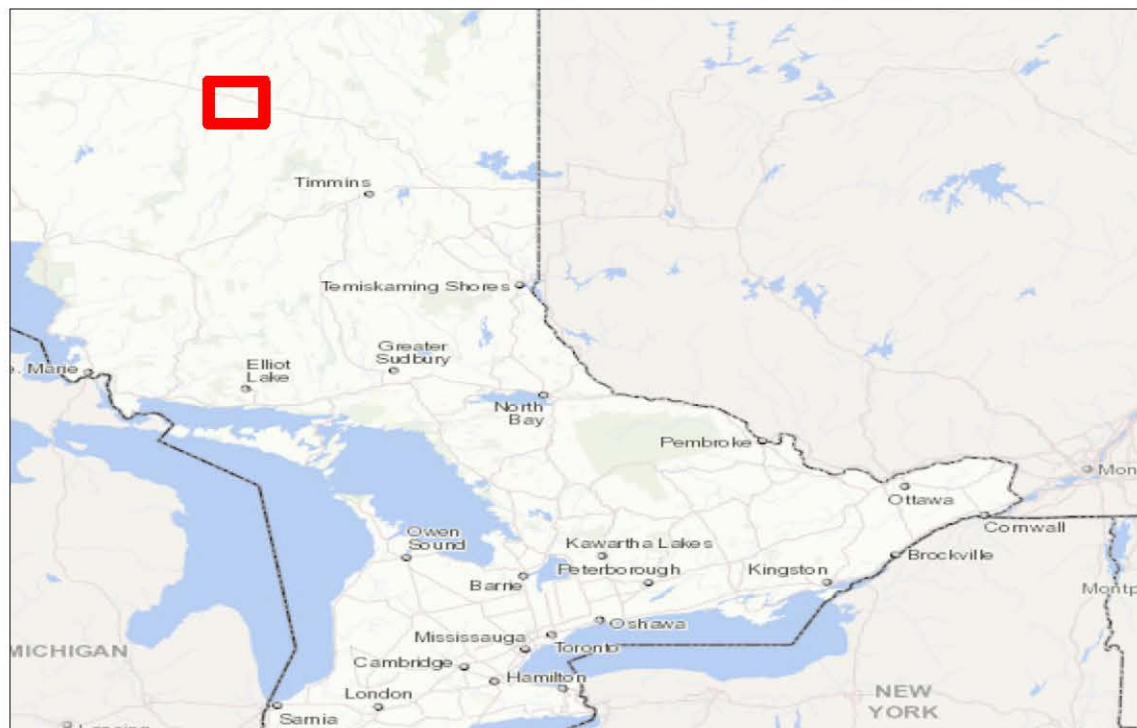 Timmins
Temiskaming Shores
Greater
Sudbury
Elliot
Lake
e. Marie
North
Bay
Pembroke
Mon
Ottawa
Cornwall
Owen
Sound
Kawartha Lakes
Brockville
Barrie
Peterborough
Kingston
Montp
Oshawa
Mississauga
Toronto
MICHIGAN
Cambridge
Hamilton
London
NEW
YORK
Sarnia
Lansing